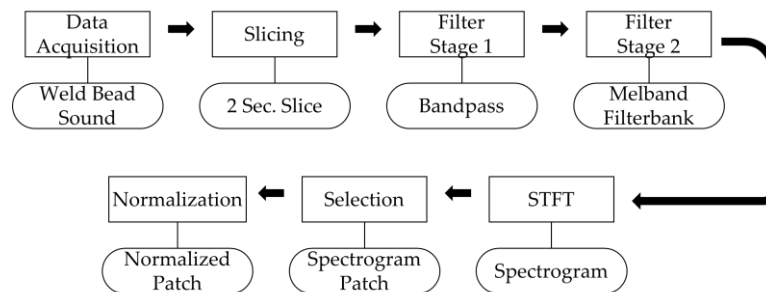 Data
Acquisition
Slicing
Filter
Stage 1
Filter
Stage 2
Weld Bead
Sound
2 Sec. Slice
Bandpass
Melband
Filterbank
Normalization
Selection
STFT
Normalized
Patch
Spectrogram
Patch
Spectrogram